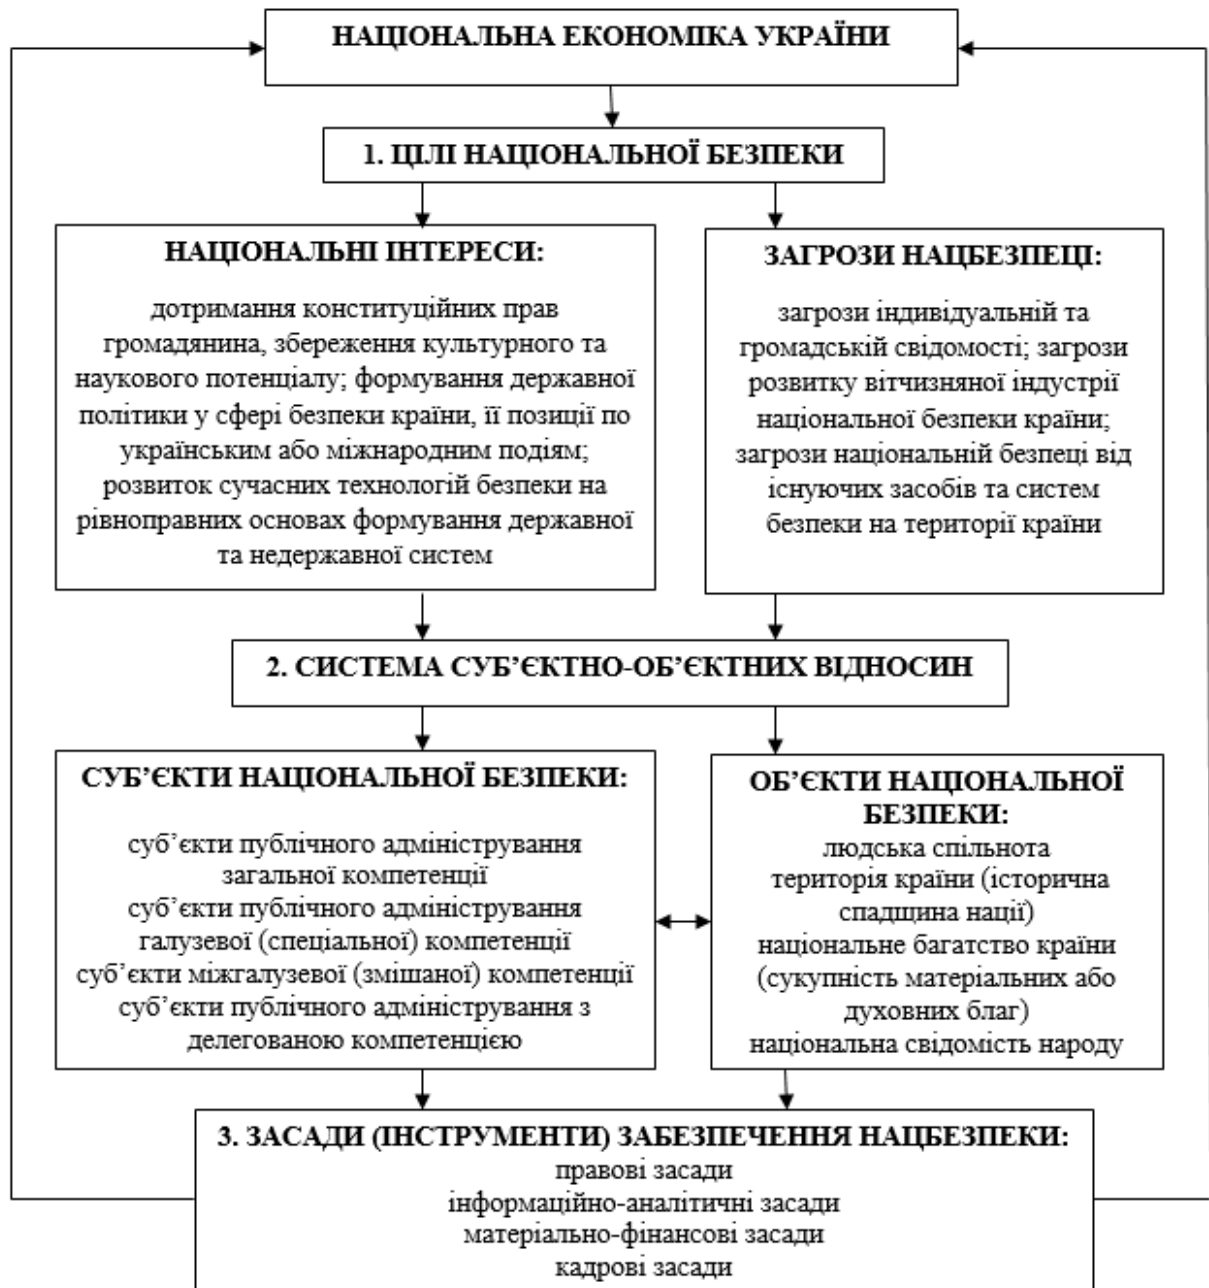 НАЦІОНАЛЬНА ЕКОНОМІКА УКРАЇНИ
1. ЦІЛІ НАЦІОНАЛЬНОЇ БЕЗПЕКИ
НАЦІОНАЛЬНІ ІНТЕРЕСИ:
дотримання конституційних прав
громадянина, збереження культурного та
наукового потенціалу; формування державної
політики у сфері безпеки країни, її позиції по
українським або міжнародним подіям;
розвиток сучасних технологій безпеки на
рівноправних основах формування державної
та недержавної систем
ЗАГРОЗИ НАЦБЕЗПЕЦІ:
загрози індивідуальній та
громадській свідомості; загрози
розвитку вітчизняної індустрії
національної безпеки країни;
загрози національній безпеці від
існуючих засобів та систем
безпеки на території країни
2. СИСТЕМА СУБ’ЄКТНО-ОБ’ЄКТНИХ ВІДНОСИН
СУБ’ЄКТИ НАЦІОНАЛЬНОЇ БЕЗПЕКИ:
суб’єкти публічного адміністрування
загальної компетенції
суб’єкти публічного адміністрування
галузевої (спеціальної) компетенції
суб’єкти міжгалузевої (змішаної) компетенції
суб’єкти публічного адміністрування з
делегованою компетенцією
ОБ’ЄКТИ НАЦІОНАЛЬНОЇ
БЕЗПЕКИ:
людська спільнота
територія країни (історична
спадщина нації)
національне багатство країни
(сукупність матеріальних або
духовних благ)
національна свідомість народу
3. ЗАСАДИ (ІНСТРУМЕНТИ) ЗАБЕЗПЕЧЕННЯ НАЦБЕЗПЕКИ:
правові засади
інформаційно-аналітичні засади
матеріально-фінансові засади
кадрові засади